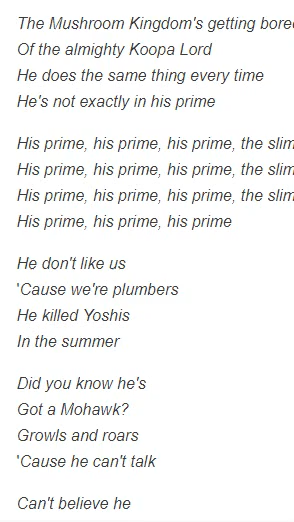 The Mushroom Kingdom's getting
Of the almighty Koopa Lord
He does the same thing every time
He's not exactly in his prime
His prime, his prime, his prime, the
His prime, his prime, his prime, the
His prime, his prime, his prime, the
His prime, his prime, his prime
He don't like us
'Cause we're plumbers
He killed Yoshis
In the summer
Did you know he's
Got a Mohawk?
Growls and roars
'Cause he can't talk
Can't believe he